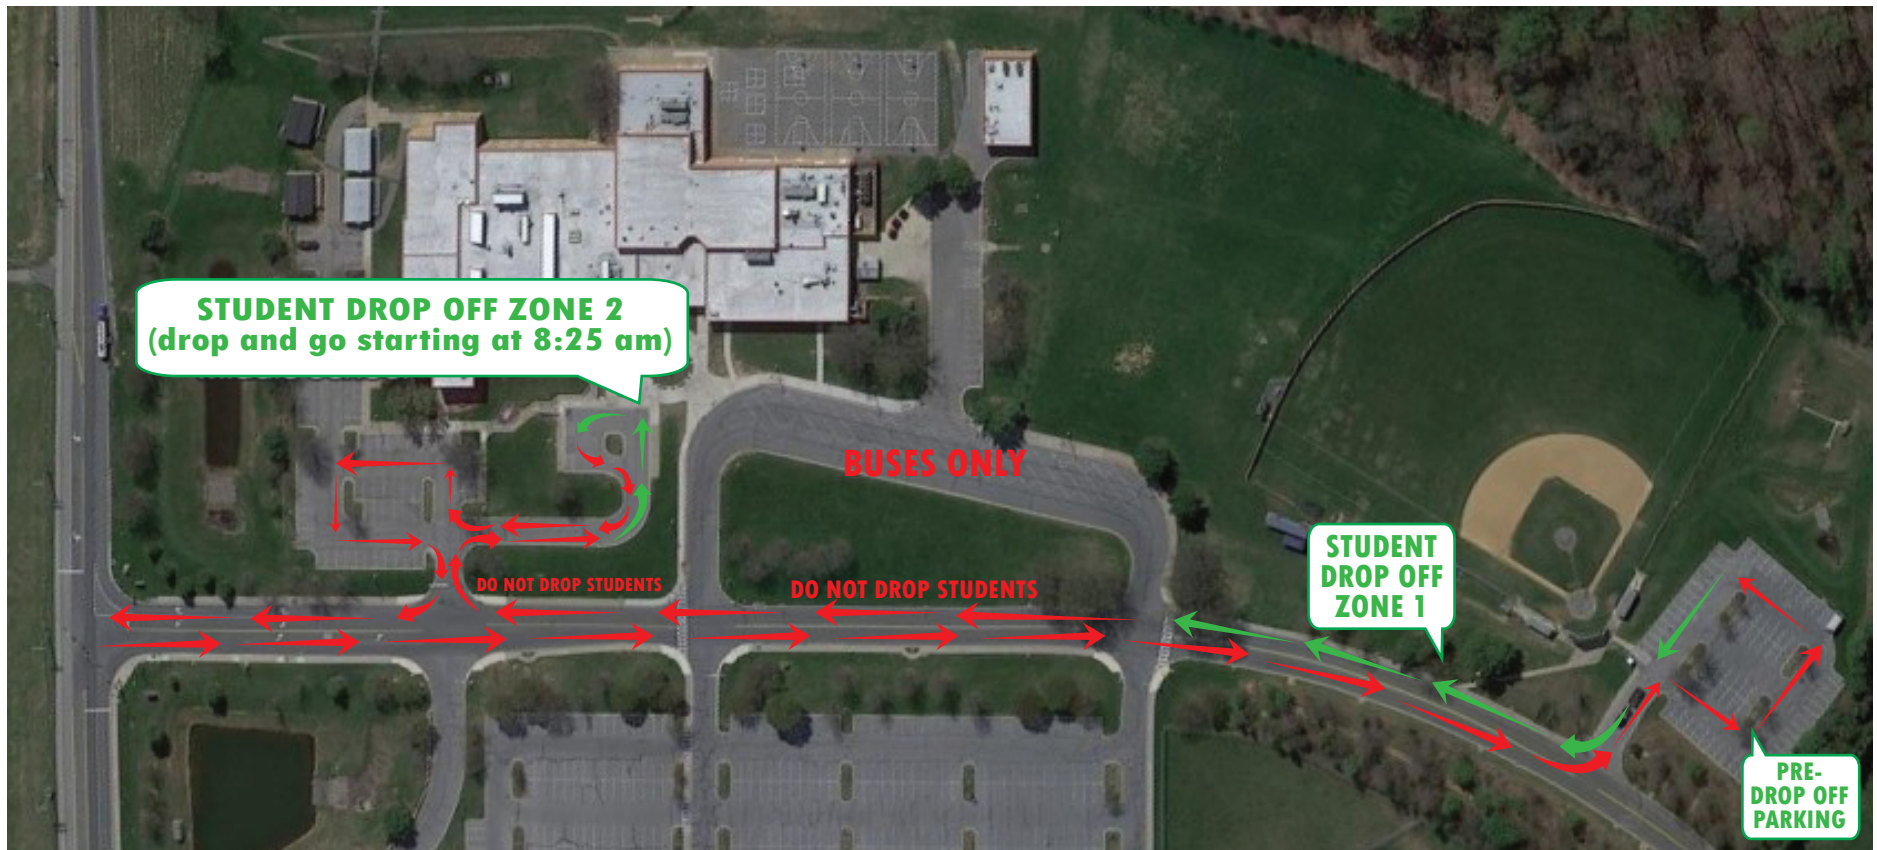 STUDENT DROP OFF ZONE 2
(drop and go starting at 8:25 am)
BUSES ONLY
DO NOT DROP STUDENTS
DO NOT DROP STUDENTS
STUDENT
DROP OFF
ZONE 1
PRE-
DROP OFF
PARKING